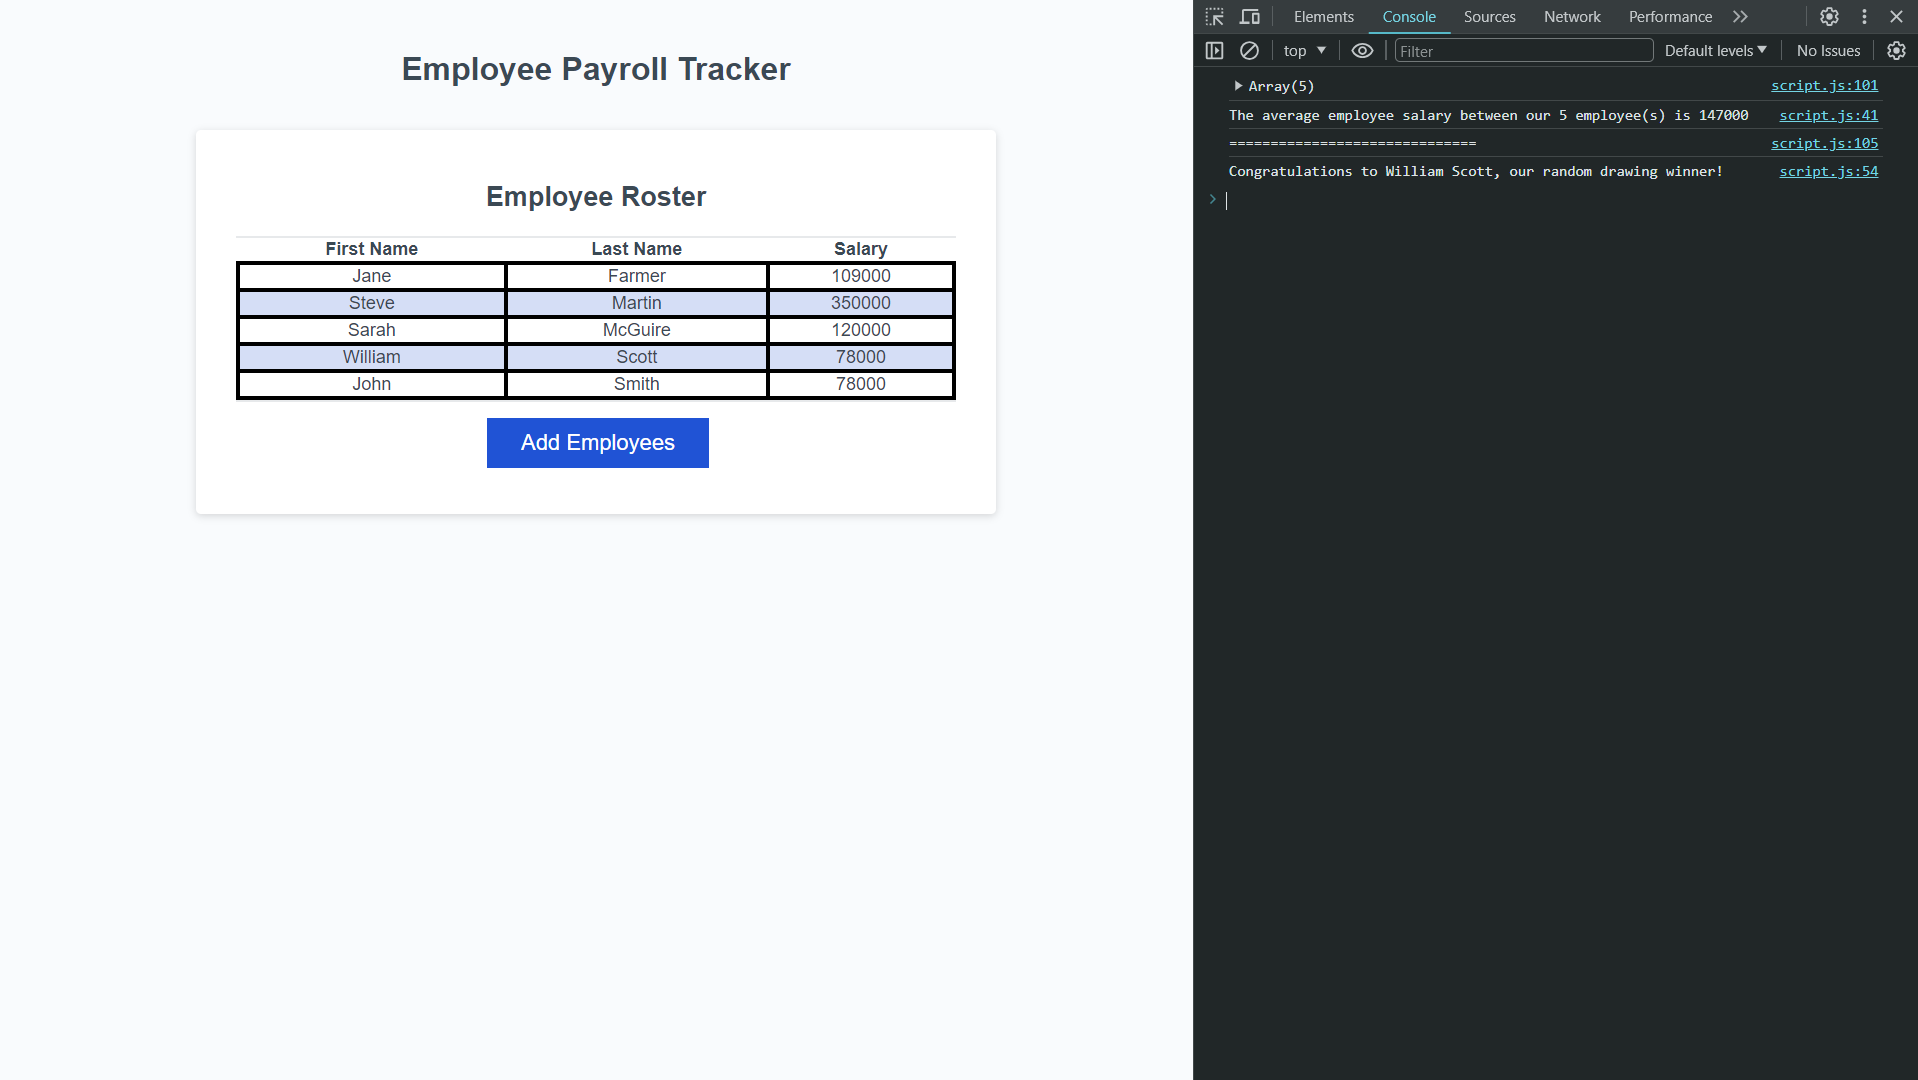 Employee Payroll Tracker
Employee Roster
First Name Last Name Salary
Jane Farmer 109000
Steve Martin 350000
Sarah McGuire 120000
William Scott 78000
John Smith 78000
Add Employees
Elements Console Sources Network Performance
top Filter Default levels No Issues
Array(5) script.js:101
The average employee salary between our 5 employee(s) is 147000 script.js:41
============================== script.js:105
Congratulations to William Scott, our random drawing winner! script.js:54